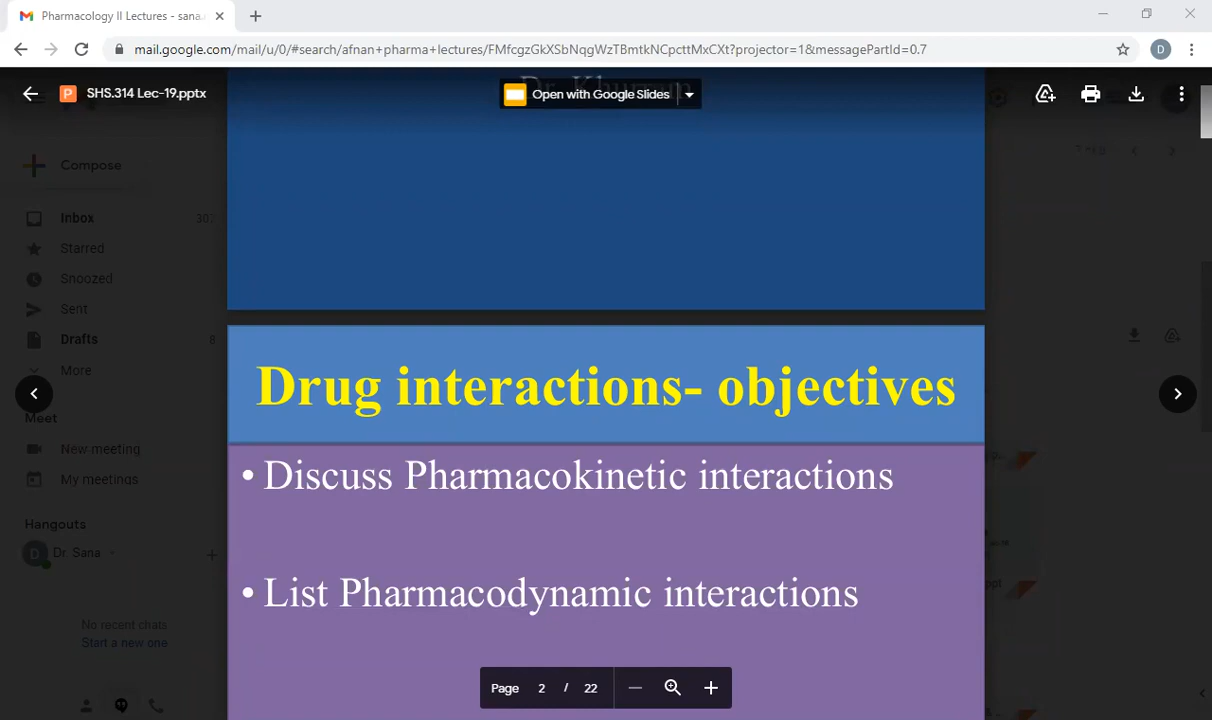 Pharmacology II Lectures - sana.
mail.google.com/mail/u/0/#search/afnan+pharma+lectures/FMfcgzGkXSbNqgWzTBmtkNCpcttMxCXt?projector=1&messagePartId=0.7
D
SHS.314 Lec-19.pptx
Open with Google Slides
Compose
Inbox 30
Starred
Snoozed
Sent
Drafts 8
More
Meet
New meeting
My meetings
Hangouts
D Dr. Sana
No recent chats
Start a new one
Drug interactions- objectives
• Discuss Pharmacokinetic interactions
• List Pharmacodynamic interactions
Page 2 / 22